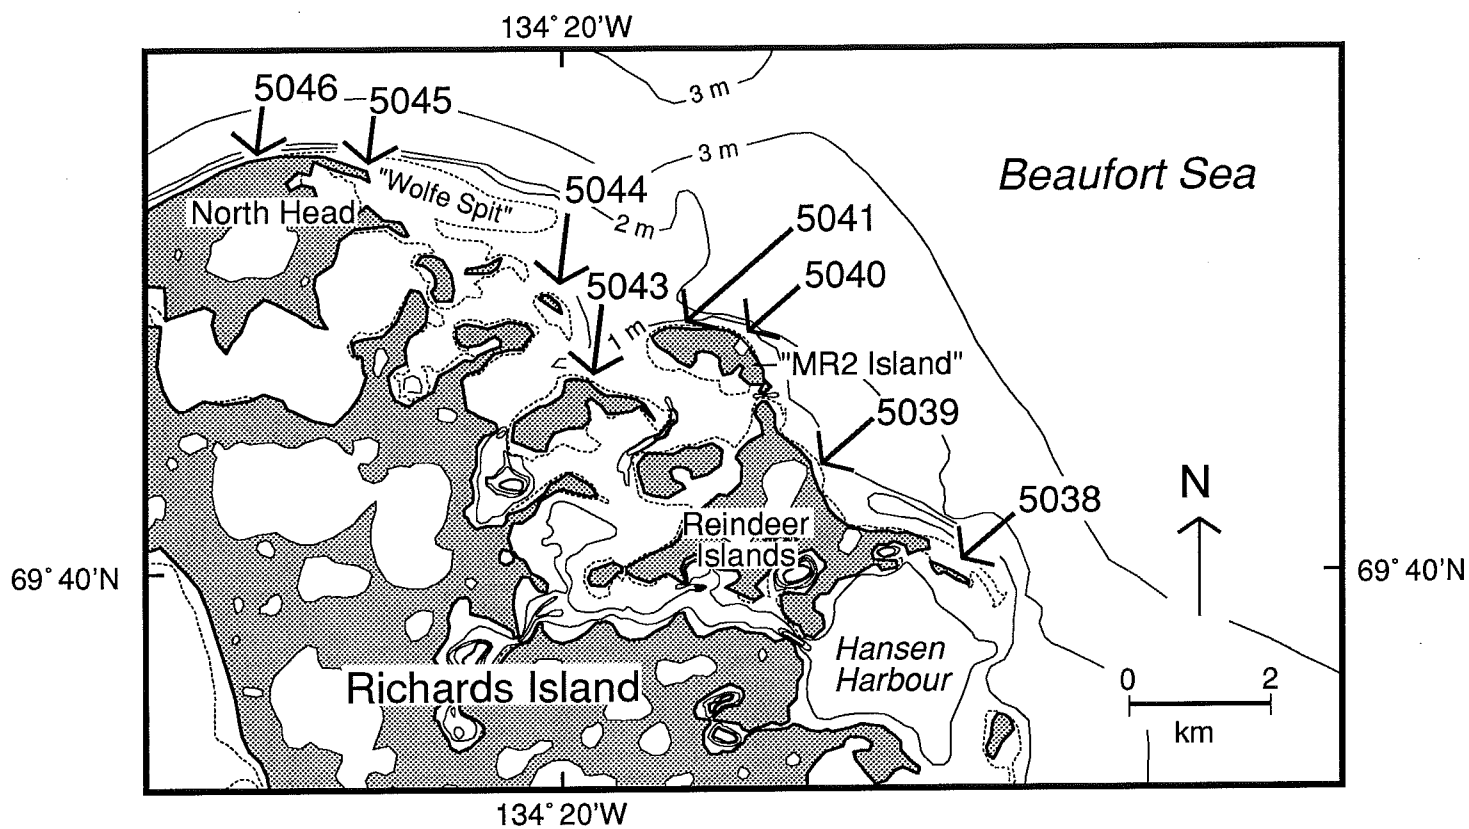 134° 20'W
5046
5045
3 m
3 m
Beaufort Sea
"Wolfe Spit"
5044
North Head
2 m
5041
5040
5043
1 m
"MR2 Island"
5039
N
5038
Reindeer
Islands
69° 40'N
69° 40'N
Hansen
Harbour
Richards Island
0 2
km
134° 20'W